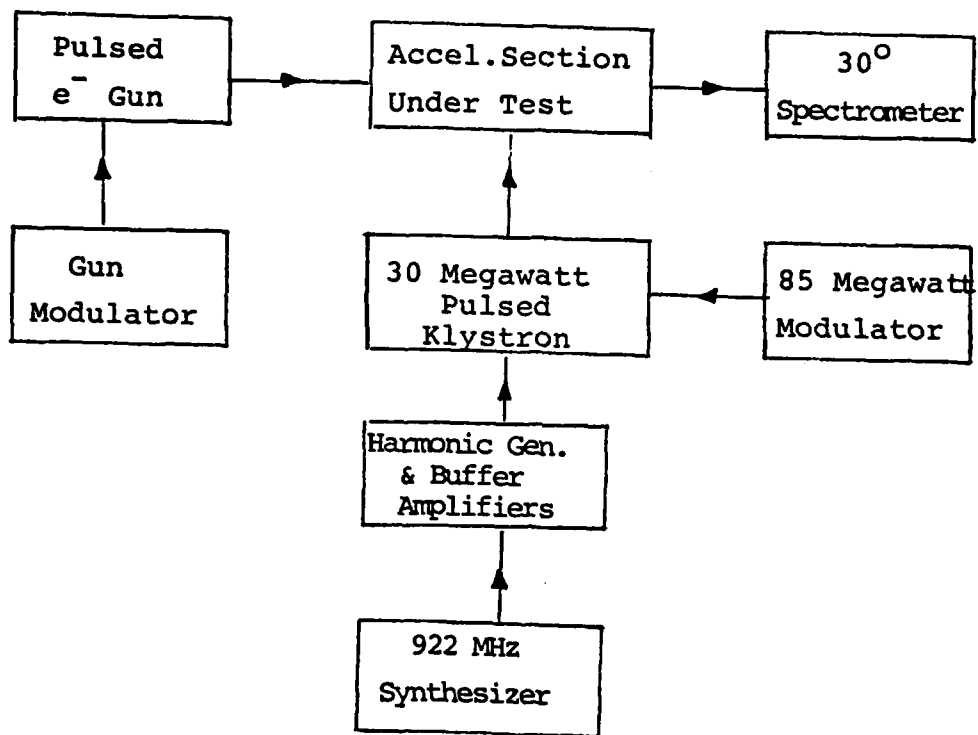 Pulsed
e⁻ Gun
Accel.Section
Under Test
30°
Spectrometer
Gun
Modulator
30 Megawatt
Pulsed
Klystron
85 Megawatt
Modulator
Harmonic Gen.
& Buffer
Amplifiers
922 MHz
Synthesizer